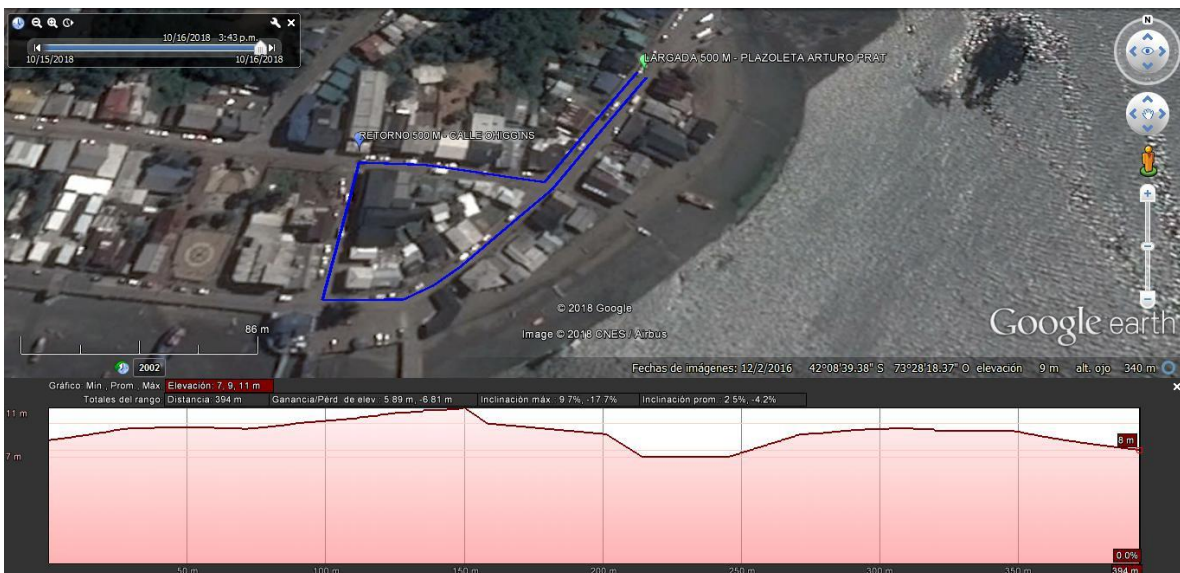 10/16/2018 3:43 p.m.
10/15/2018 10/16/2018
N
LARGADA 500 M - PLAZOLETA ARTURO PRAT
RETORNO 500 M - CALLE OHIGGINS
86 m
© 2018 Google
Image © 2018 CNES / Airbus
Google earth
2002
Fechas de imágenes: 12/2/2016 42°08'39.38" S 73°28'18.37" O elevación 9 m alt. ojo 340 m
Gráfico: Mín., Prom., Máx. Elevación: 7, 9, 11 m
Totales del rango: Distancia: 394 m Ganancia/Pérd. de elev.: 5.89 m, -6.81 m Inclinación máx.: 9.7%, -17.7% Inclinación prom.: 2.5%, -4.2%
11 m
7 m
8 m
0.0%
50 m 100 m 150 m 200 m 250 m 300 m 350 m 394 m